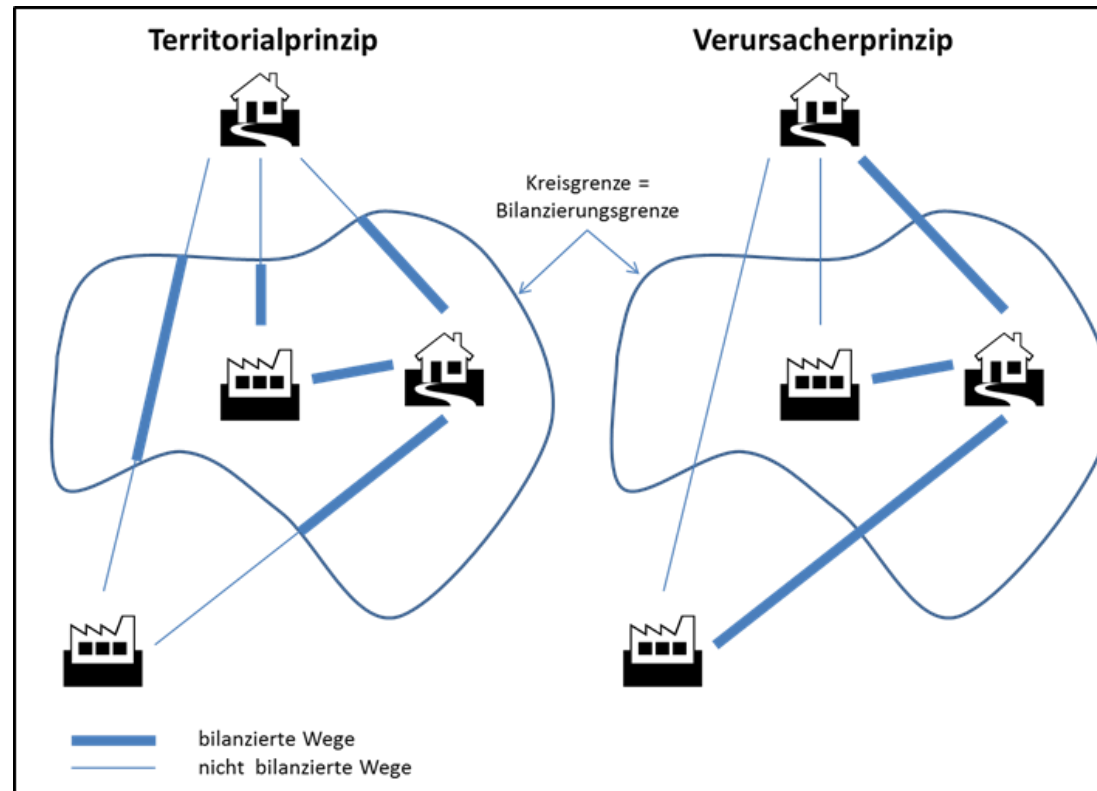 Territorialprinzip
Verursacherprinzip
Kreisgrenze =
Bilanzierungsgrenze
bilanzierte Wege
nicht bilanzierte Wege